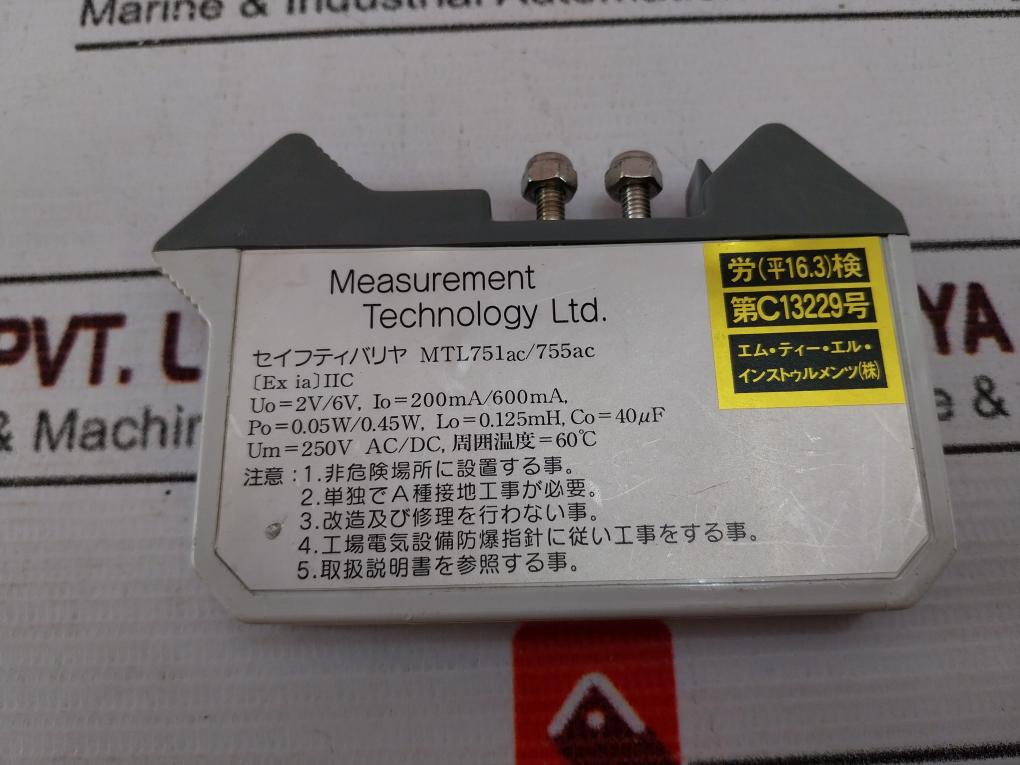 Marine & Industrial Automation
PVT. L
YA
& Machin
e &
Measurement
Technology Ltd.
セイフティバリヤ MTL751ac/755ac
〔Ex ia〕IIC
Uo=2V/6V, Io=200mA/600mA,
Po=0.05W/0.45W, Lo=0.125mH, Co=40μF
Um=250V AC/DC, 周囲温度=60℃
注意:1.非危険場所に設置する事。
2.単独でA種接地工事が必要。
3.改造及び修理を行わない事。
4.工場電気設備防爆指針に従い工事をする事。
5.取扱説明書を参照する事。
労(平16.3)検
第C13229号
エム・ティー・エル・
インストゥルメンツ(株)